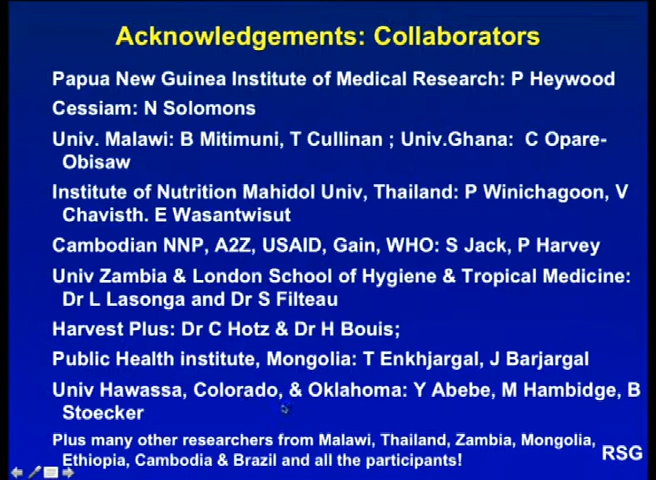 Acknowledgements: Collaborators
Papua New Guinea Institute of Medical Research: P Heywood
Cessiam: N Solomons
Univ. Malawi: B Mitimuni, T Cullinan ; Univ.Ghana: C Opare-
Obisaw
Institute of Nutrition Mahidol Univ, Thailand: P Winichagoon, V
Chavisth. E Wasantwisut
Cambodian NNP, A2Z, USAID, Gain, WHO: S Jack, P Harvey
Univ Zambia & London School of Hygiene & Tropical Medicine:
Dr L Lasonga and Dr S Filteau
Harvest Plus: Dr C Hotz & Dr H Bouis;
Public Health institute, Mongolia: T Enkhjargal, J Barjargal
Univ Hawassa, Colorado, & Oklahoma: Y Abebe, M Hambidge, B
Stoecker
Plus many other researchers from Malawi, Thailand, Zambia, Mongolia,
Ethiopia, Cambodia & Brazil and all the participants!
RSG